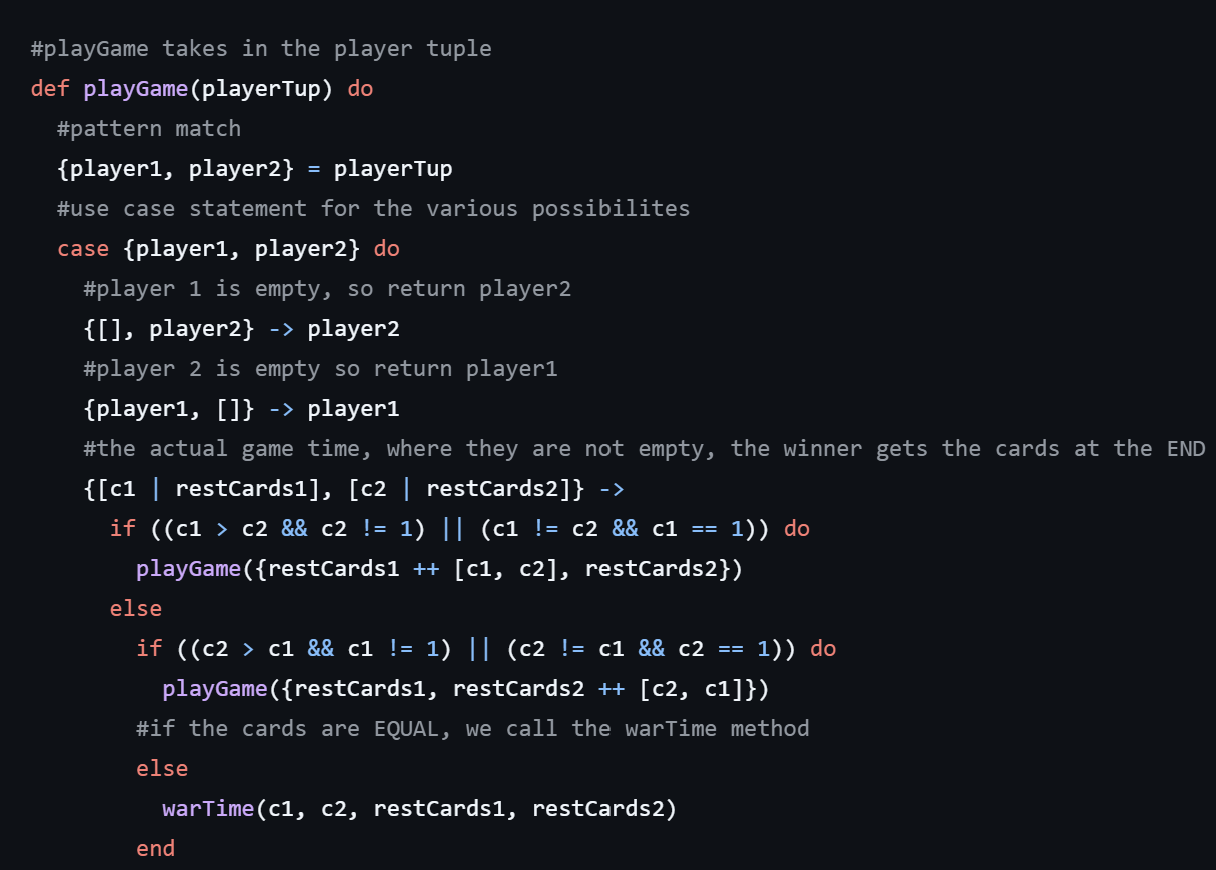 #playGame takes in the player tuple
def playGame(playerTup) do
#pattern match
{player1, player2} = playerTup
#use case statement for the various possibilites
case {player1, player2} do
#player 1 is empty, so return player2
{[], player2} -> player2
#player 2 is empty so return player1
{player1, []} -> player1
#the actual game time, where they are not empty, the winner gets the cards at the END
{[c1 | restCards1], [c2 | restCards2]} ->
if ((c1 > c2 && c2 != 1) || (c1 != c2 && c1 == 1)) do
playGame({restCards1 ++ [c1, c2], restCards2})
else
if ((c2 > c1 && c1 != 1) || (c2 != c1 && c2 == 1)) do
playGame({restCards1, restCards2 ++ [c2, c1]})
#if the cards are EQUAL, we call the warTime method
else
warTime(c1, c2, restCards1, restCards2)
end